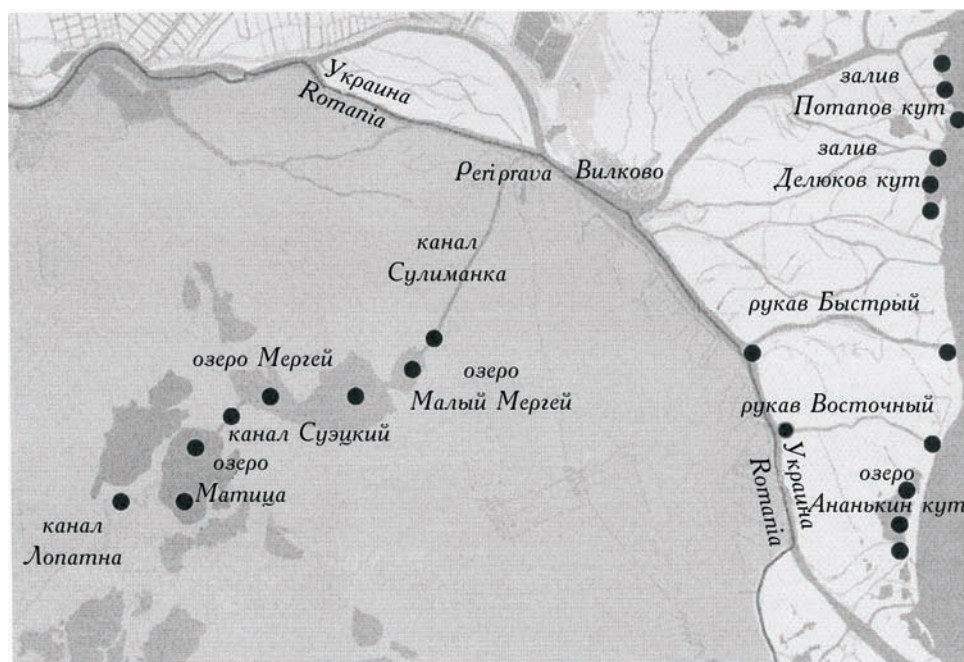 Украина
Romania
залив
Потапов кут
залив
Делюков кут
Periprava
Вилково
канал
Сулиманка
рукав Быстрый
озеро Мергей
озеро
Малый Мергей
рукав Восточный
канал Суэцкий
озеро
Матица
Украина
Romania
озеро
Ананькин кут
канал
Лопатна